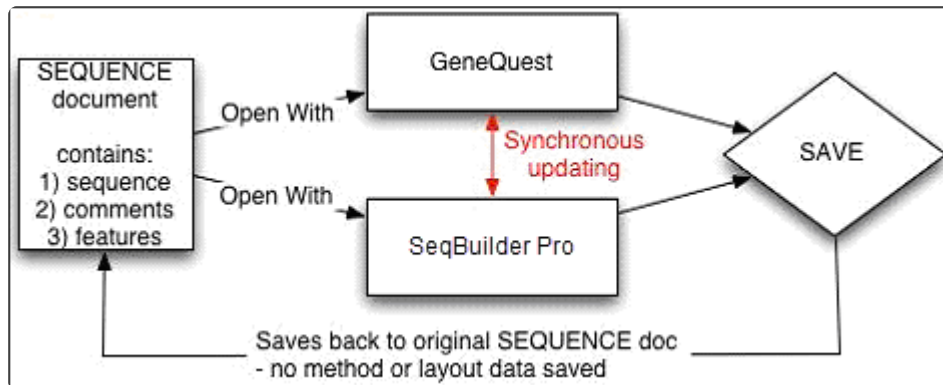 SEQUENCE
document
contains:
1) sequence
2) comments
3) features
Open With
Open With
GeneQuest
Synchronous
updating
SeqBuilder Pro
SAVE
Saves back to original SEQUENCE doc
- no method or layout data saved